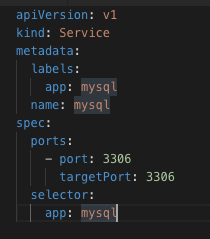 apiVersion: v1
kind: Service
metadata:
  labels:
    app: mysql
  name: mysql
spec:
  ports:
    - port: 3306
      targetPort: 3306
  selector:
    app: mysql